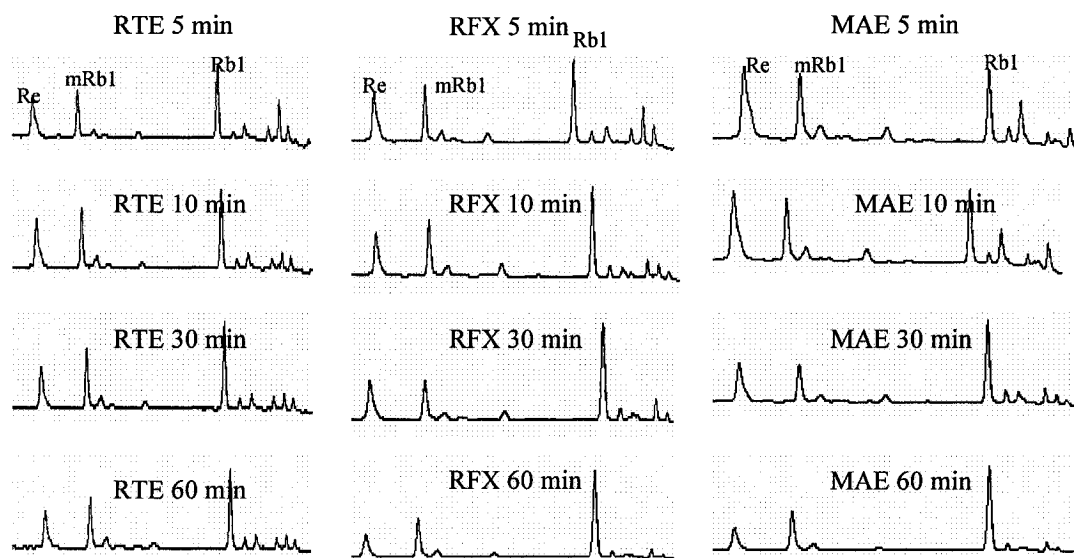 RTE 5 min
RFX 5 min
MAE 5 min
Re
mRb1
Rb1
Re
mRb1
Rb1
Re
mRb1
Rb1
RTE 10 min
RFX 10 min
MAE 10 min
RTE 30 min
RFX 30 min
MAE 30 min
RTE 60 min
RFX 60 min
MAE 60 min